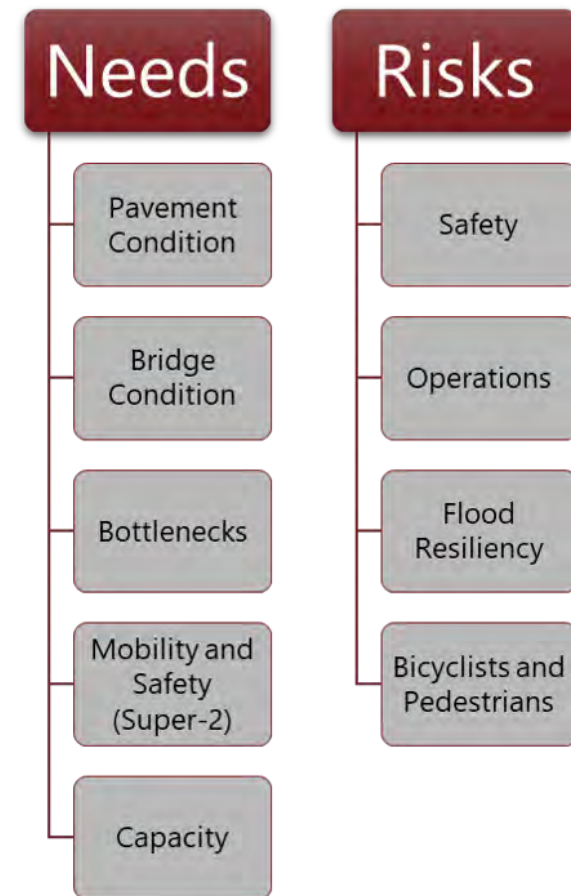 Needs
Pavement
Condition
Bridge
Condition
Bottlenecks
Mobility and
Safety
(Super-2)
Capacity
Risks
Safety
Operations
Flood
Resiliency
Bicyclists and
Pedestrians